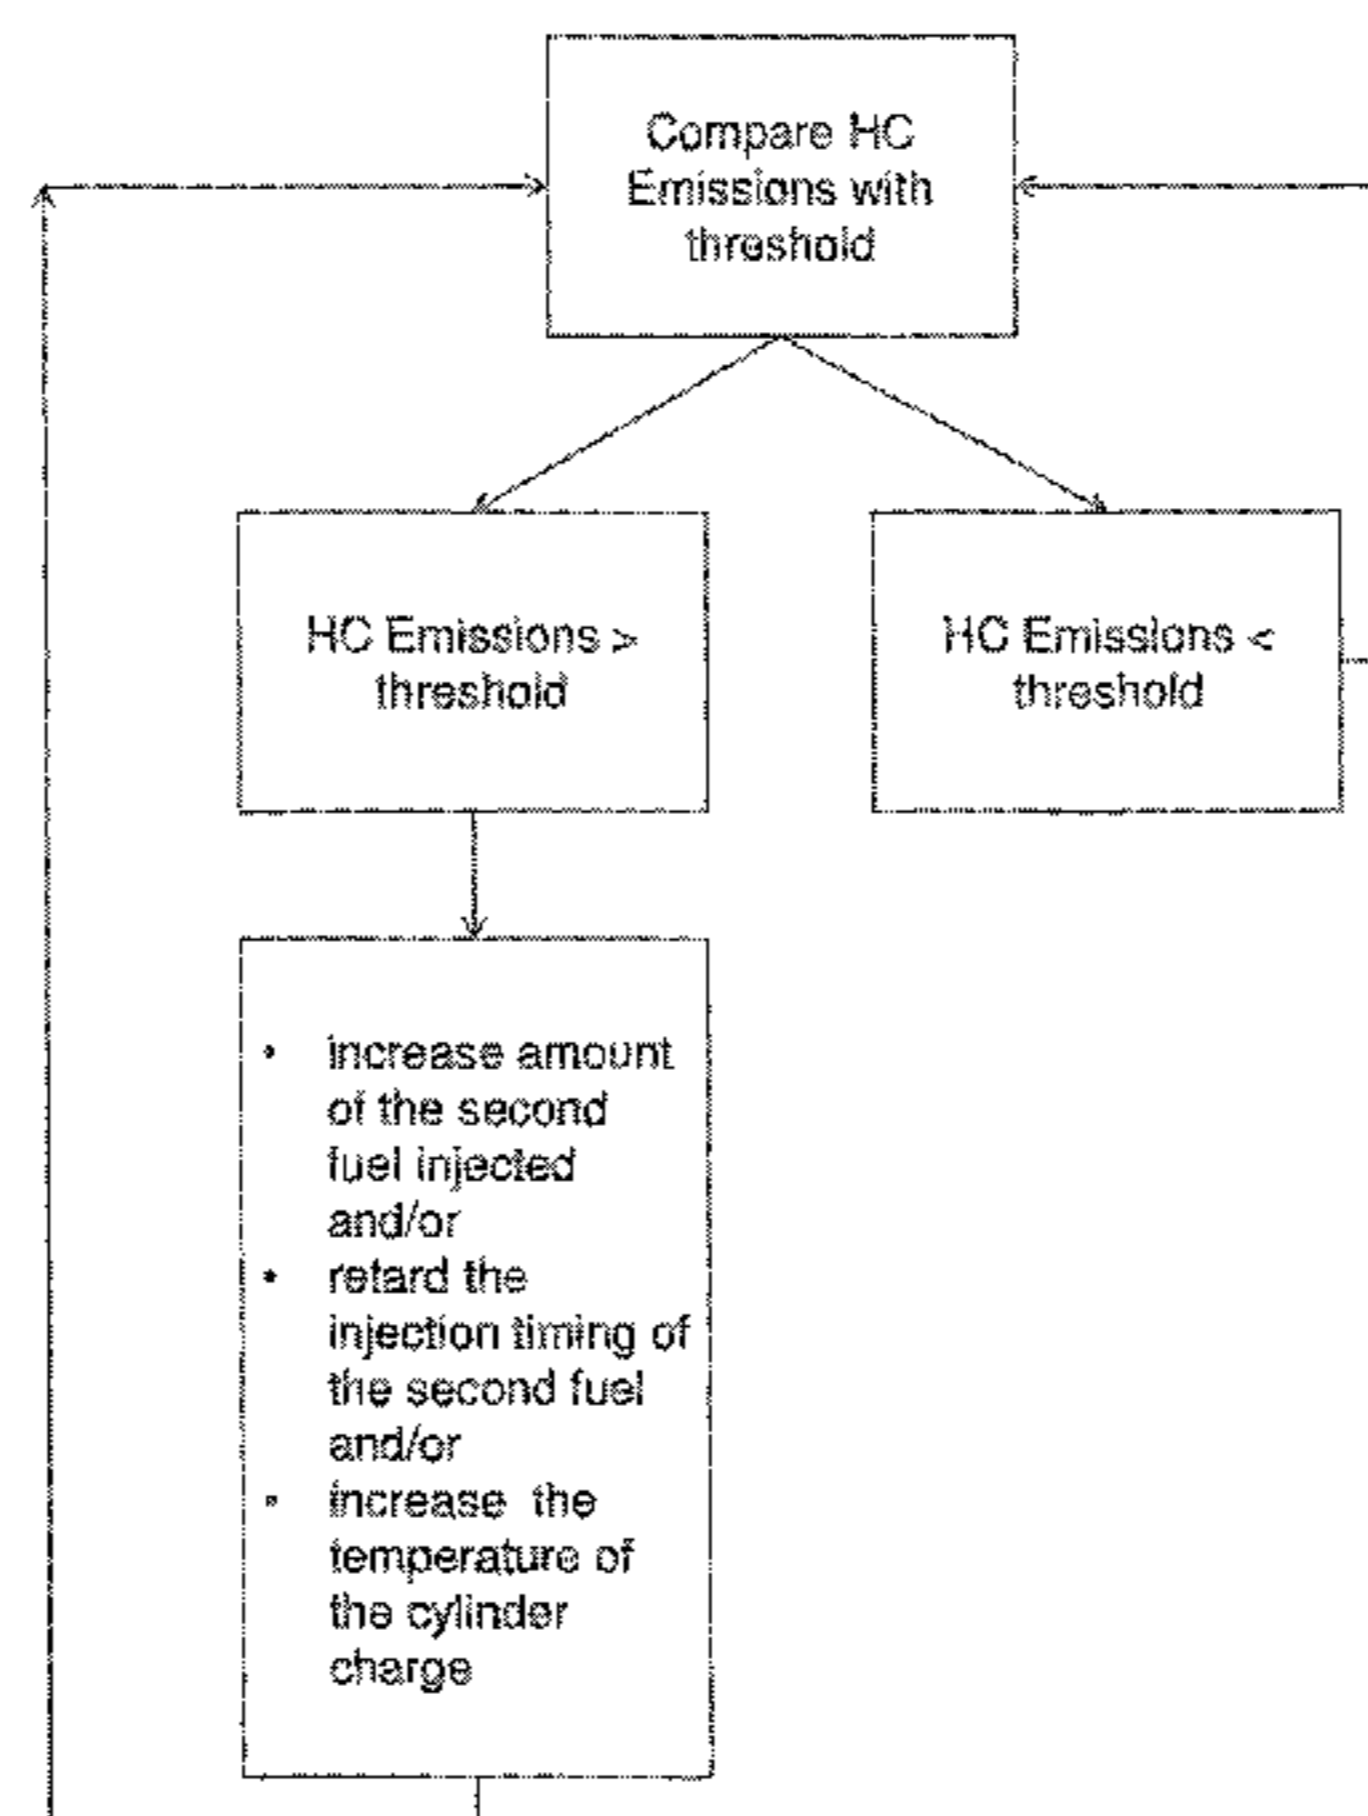 Compare HC
Emissions with
threshold
HC Emissions >
threshold
HC Emissions <
threshold
• increase amount
of the second
fuel injected
and/or
• retard the
injection timing of
the second fuel
and/or
• increase the
temperature of
the cylinder
charge